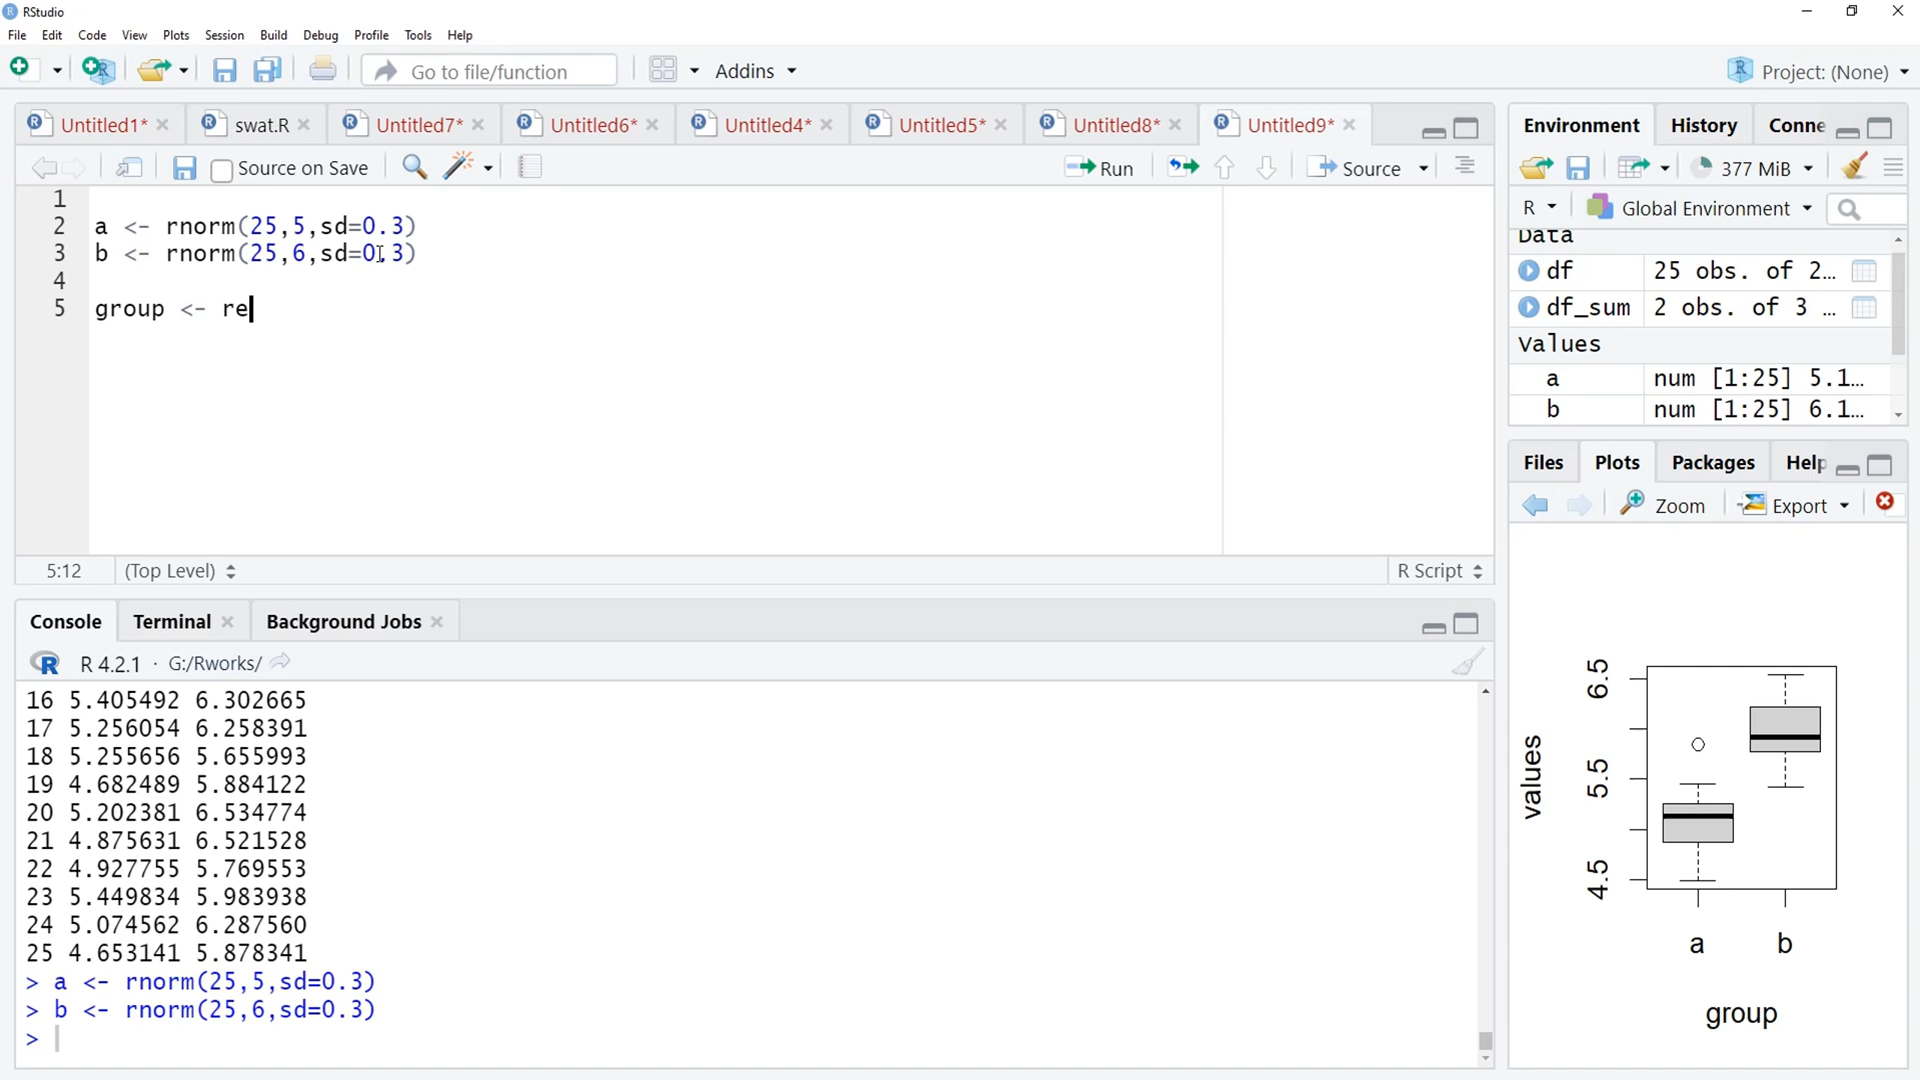 RStudio
File Edit Code View Plots Session Build Debug Profile Tools Help
Go to file/function Addins Project: (None)
Untitled1* swat.R Untitled7* Untitled6* Untitled4* Untitled5* Untitled8* Untitled9*
Source on Save Run Source
1
2 a <- rnorm(25,5,sd=0.3)
3 b <- rnorm(25,6,sd=0.3)
4
5 group <- re
5:12 (Top Level) R Script
Console Terminal Background Jobs
R 4.2.1 · G:/Rworks/
16 5.405492 6.302665
17 5.256054 6.258391
18 5.255656 5.655993
19 4.682489 5.884122
20 5.202381 6.534774
21 4.875631 6.521528
22 4.927755 5.769553
23 5.449834 5.983938
24 5.074562 6.287560
25 4.653141 5.878341
> a <- rnorm(25,5,sd=0.3)
> b <- rnorm(25,6,sd=0.3)
>
Environment History Conne
377 MiB
R Global Environment
Data
df 25 obs. of 2…
df_sum 2 obs. of 3 …
Values
a num [1:25] 5.1…
b num [1:25] 6.1…
Files Plots Packages Help
Zoom Export
values
6.5
5.5
4.5
a b
group